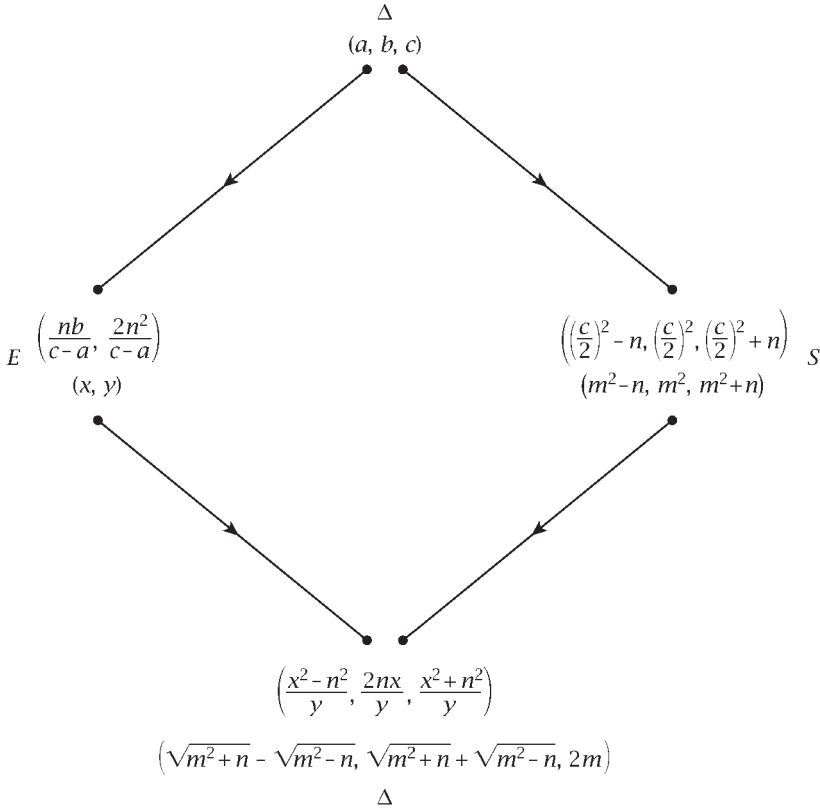 Δ
(a, b, c)
E (nb/(c-a), 2n²/(c-a))
(x, y)
((c/2)² - n, (c/2)², (c/2)² + n) S
(m²-n, m², m²+n)
((x²-n²)/y, 2nx/y, (x²+n²)/y)
(√(m²+n) - √(m²-n), √(m²+n) + √(m²-n), 2m)
Δ